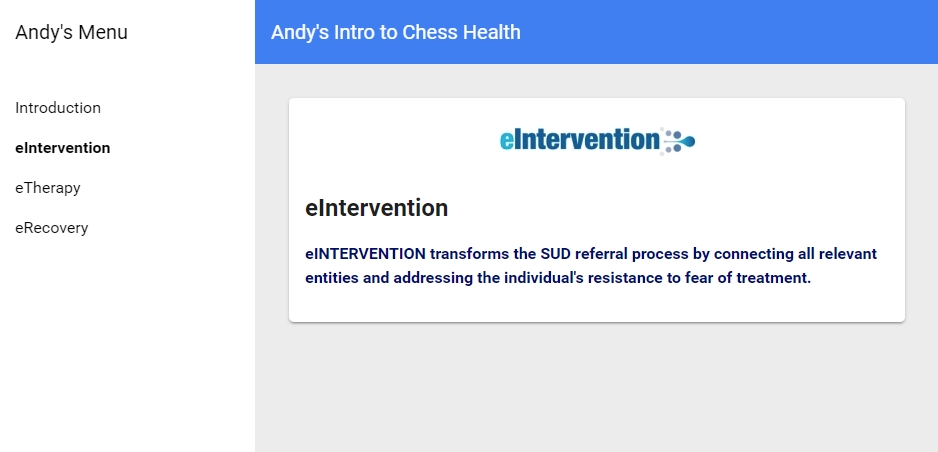 Andy's Menu
Andy's Intro to Chess Health
Introduction
eIntervention
eTherapy
eRecovery
eIntervention
eIntervention
eINTERVENTION transforms the SUD referral process by connecting all relevant
entities and addressing the individual's resistance to fear of treatment.